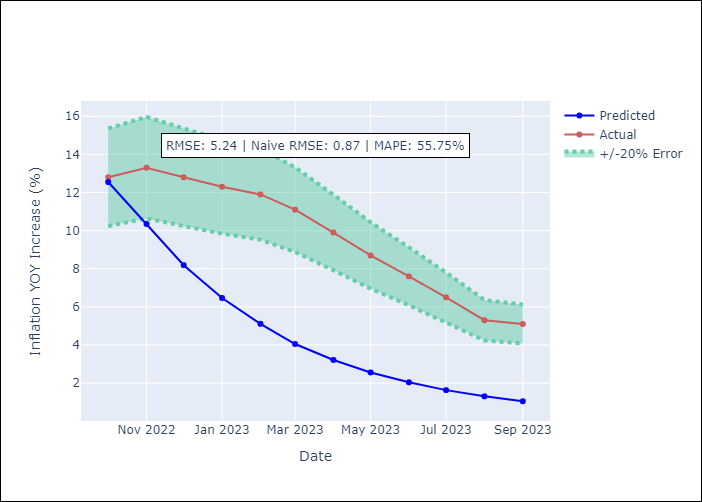 RMSE: 5.24 | Naive RMSE: 0.87 | MAPE: 55.75%
Predicted
Actual
+/-20% Error
Inflation YOY Increase (%)
16
14
12
10
8
6
4
2
Nov 2022 Jan 2023 Mar 2023 May 2023 Jul 2023 Sep 2023
Date